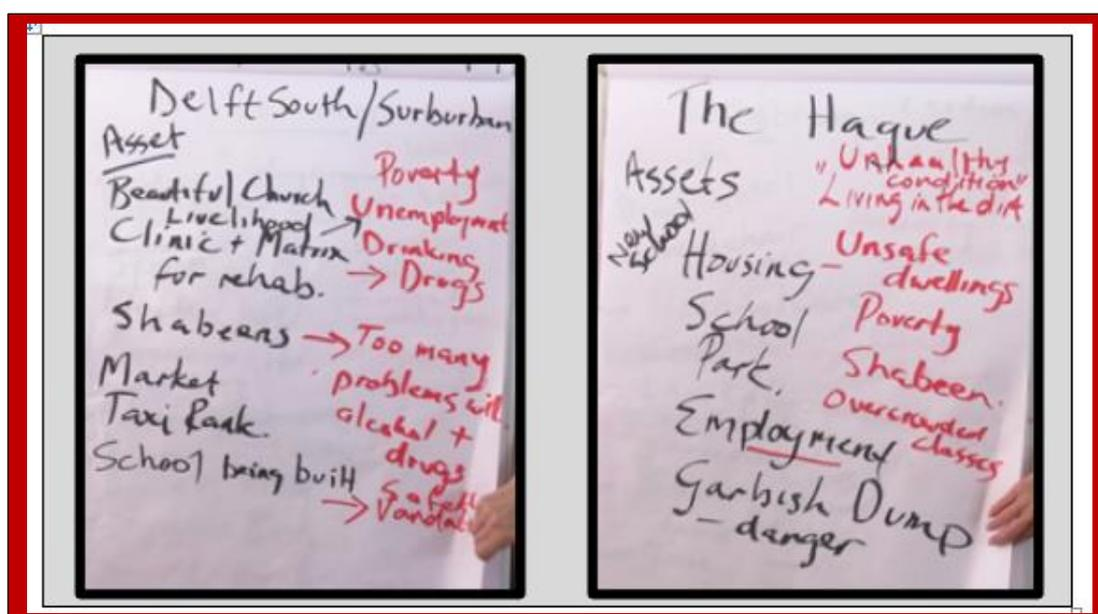 Delft South/Surburban
Asset
Poverty
Beautiful Church
Unemployment
Livelihood
Clinic + Matrix
Drinking
for rehab. → Drugs
Shabeens → Too many
problems with
alcohol +
drugs
Market
Taxi Rank.
School being built
→ Safety
The Hague
Assets
"Unhealthy
condition"
Living in the dirt
New
School
Housing - Unsafe
dwellings
School
Poverty
Park.
Shabeen.
Overcrowded
classes
Employment
Garbish Dump
- danger